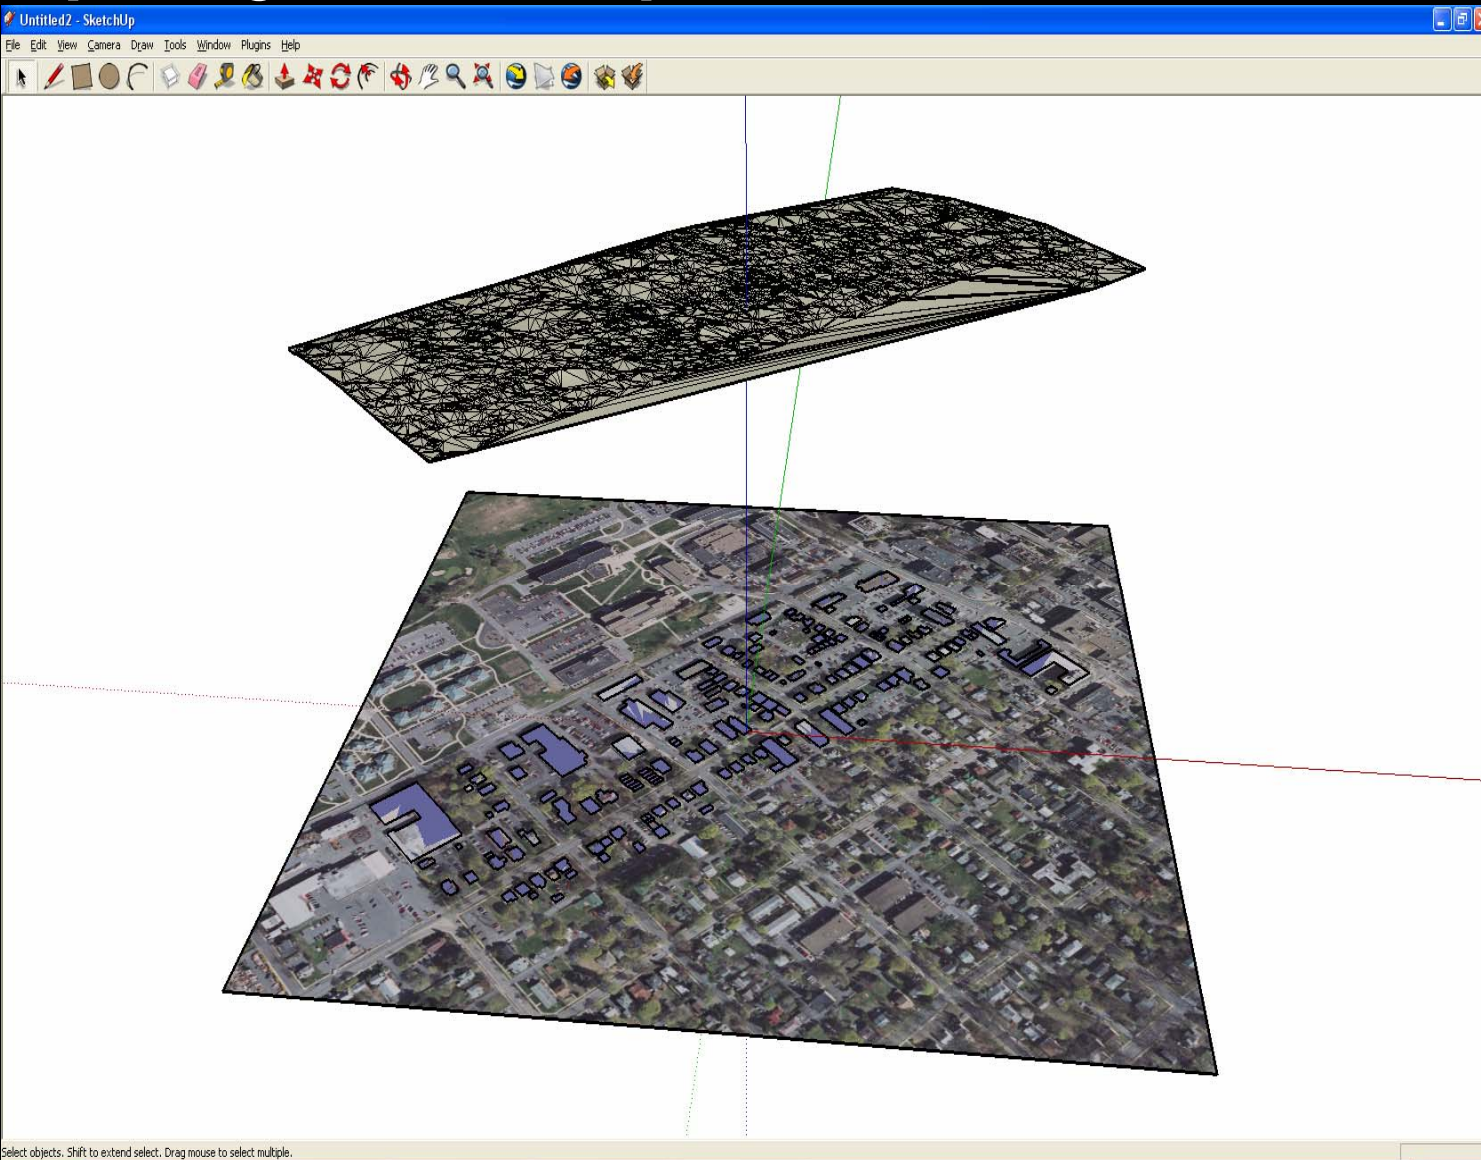 Untitled2 - SketchUp
File Edit View Camera Draw Tools Window Plugins Help
Select objects. Shift to extend select. Drag mouse to select multiple.